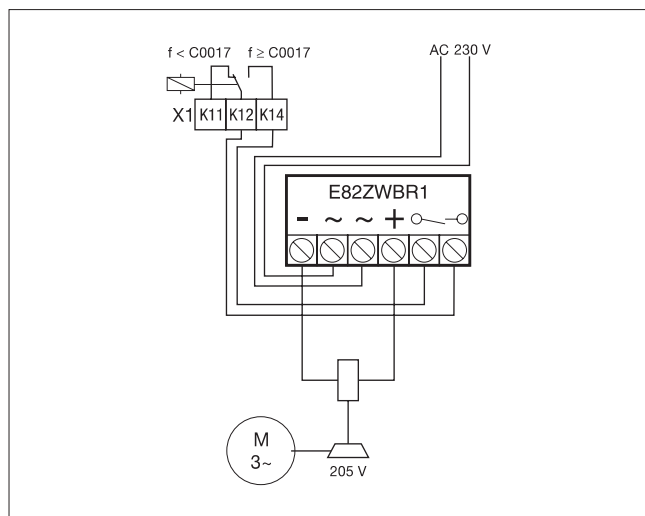 f < C0017 f ≥ C0017 AC 230 V
X1 K11 K12 K14
E82ZWBR1
- ~ ~ +
M
3~
205 V